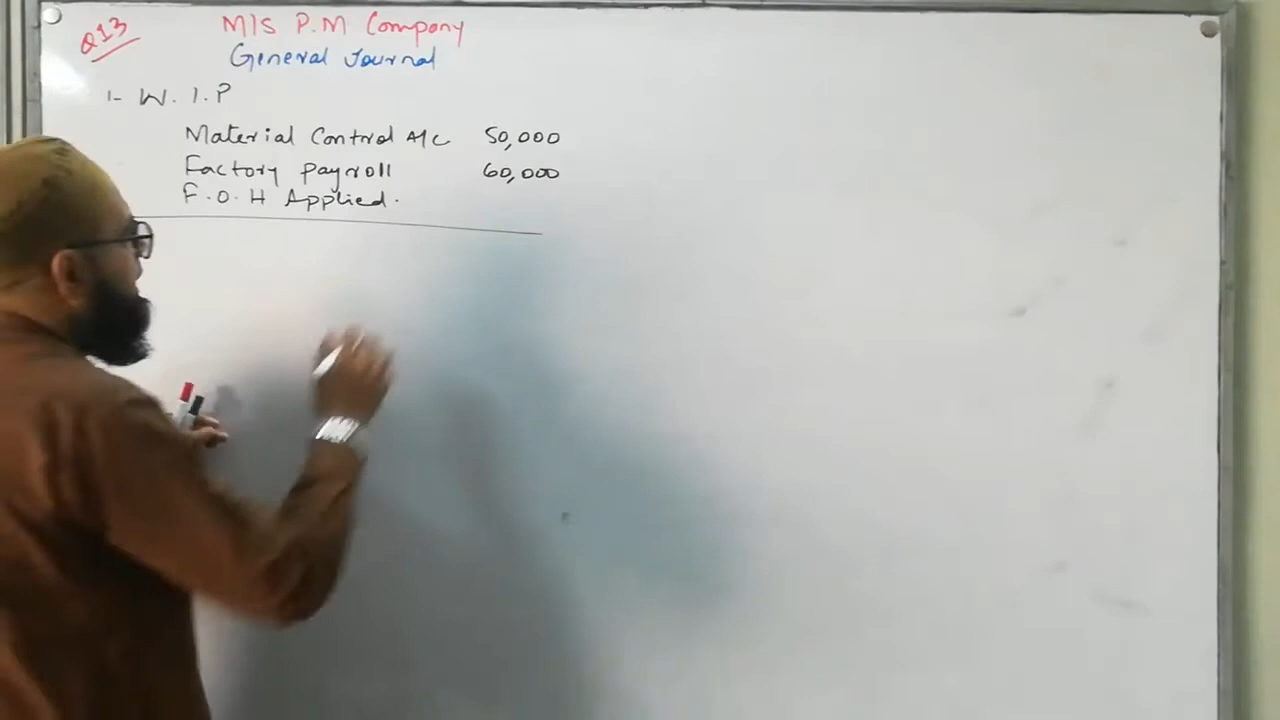 Q13
M/S P.M Company
General Journal
1- W.I.P
Material Control A/c 50,000
Factory payroll 60,000
F.O.H Applied.